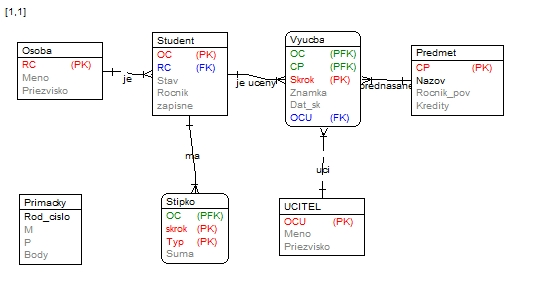 [1,1]
Osoba
RC (PK)
Meno
Priezvisko
je
Student
OC (PK)
RC (FK)
Stav
Rocnik
zapisne
je uceny
Vyucba
OC (PFK)
CP (PFK)
Skrok (PK)
Znamka
Dat_sk
OCU (FK)
prednasane
Predmet
CP (PK)
Nazov
Rocnik_pov
Kredity
ma
uci
Primacky
Rod_cislo
M
P
Body
Stipko
OC (PFK)
skrok (PK)
Typ (PK)
Suma
UCITEL
OCU (PK)
Meno
Priezvisko